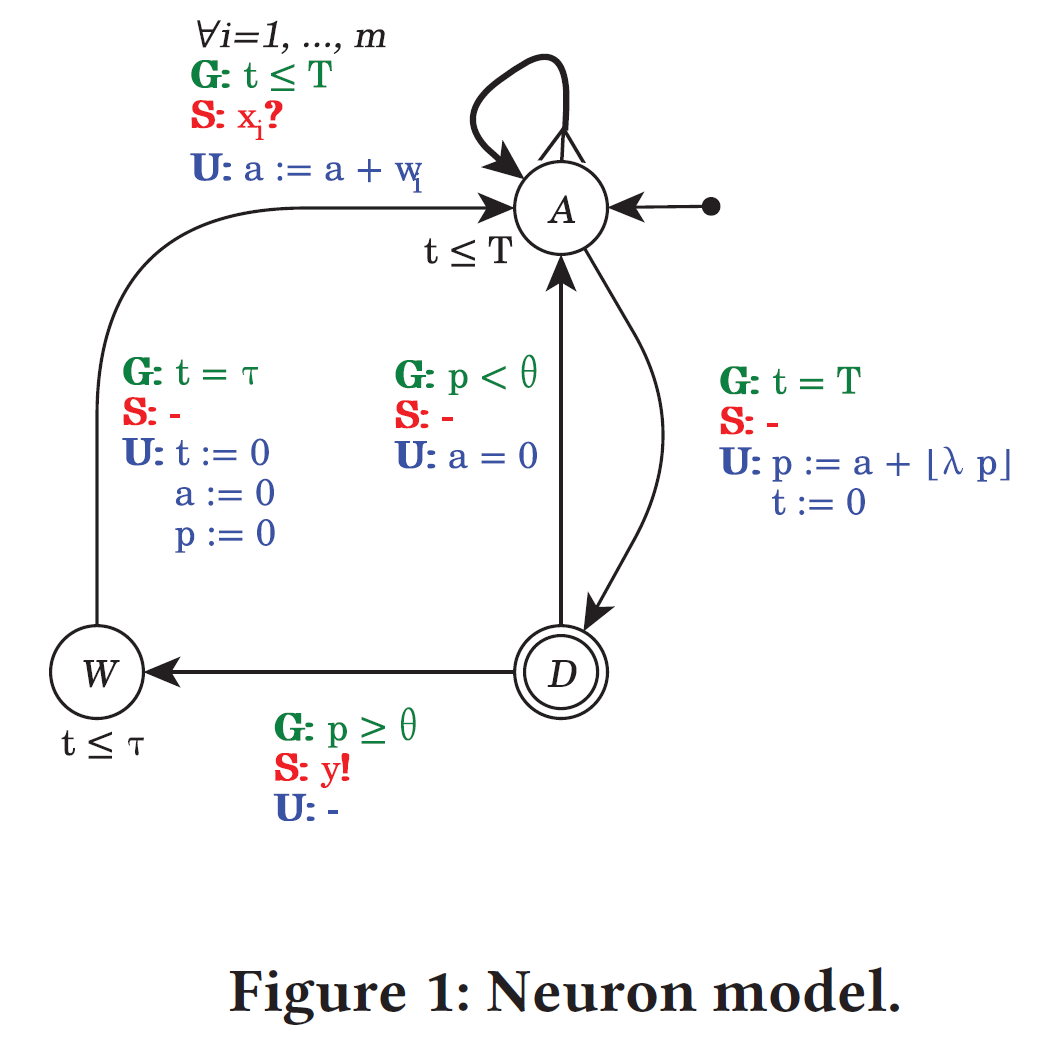 ∀i=1, ..., m
G: t ≤ T
S: xᵢ?
U: a := a + wᵢ
A
t ≤ T
G: t = τ
S: -
U: t := 0
a := 0
p := 0
G: p < θ
S: -
U: a = 0
G: t = T
S: -
U: p := a + ⌊λ p⌋
t := 0
W
t ≤ τ
D
G: p ≥ θ
S: y!
U: -
Figure 1: Neuron model.